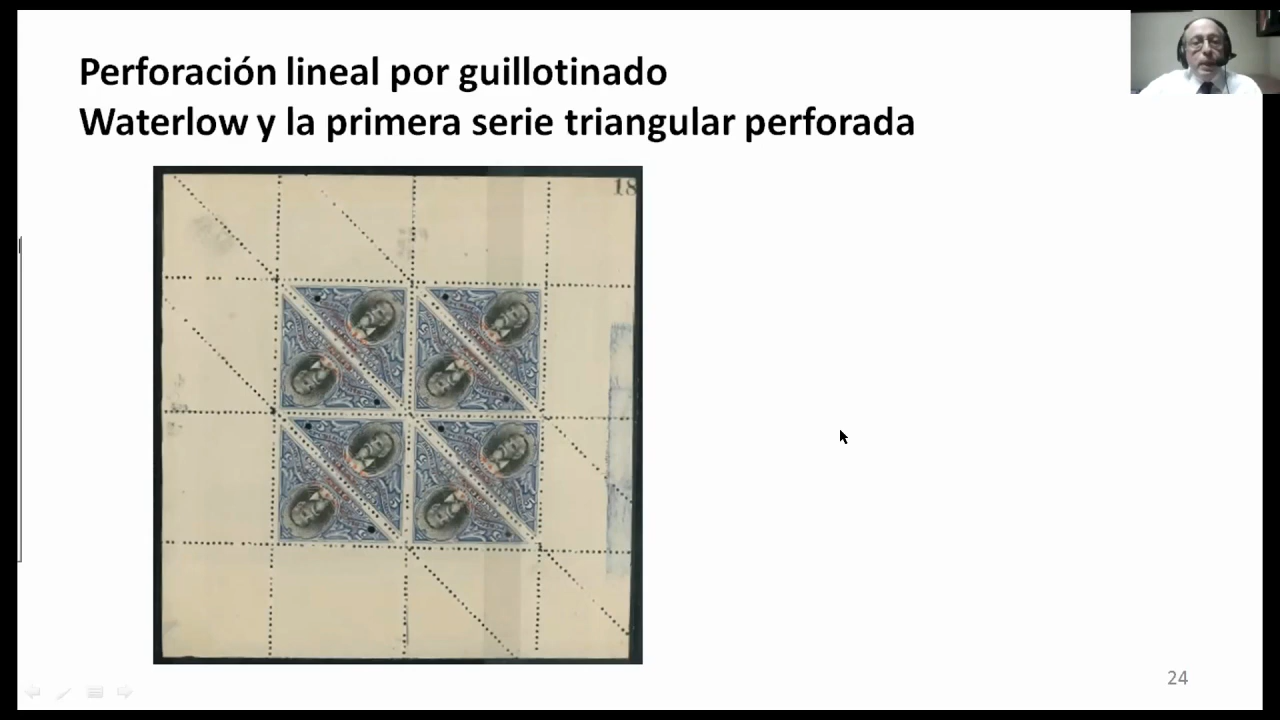 Perforación lineal por guillotinado
Waterlow y la primera serie triangular perforada
18
24